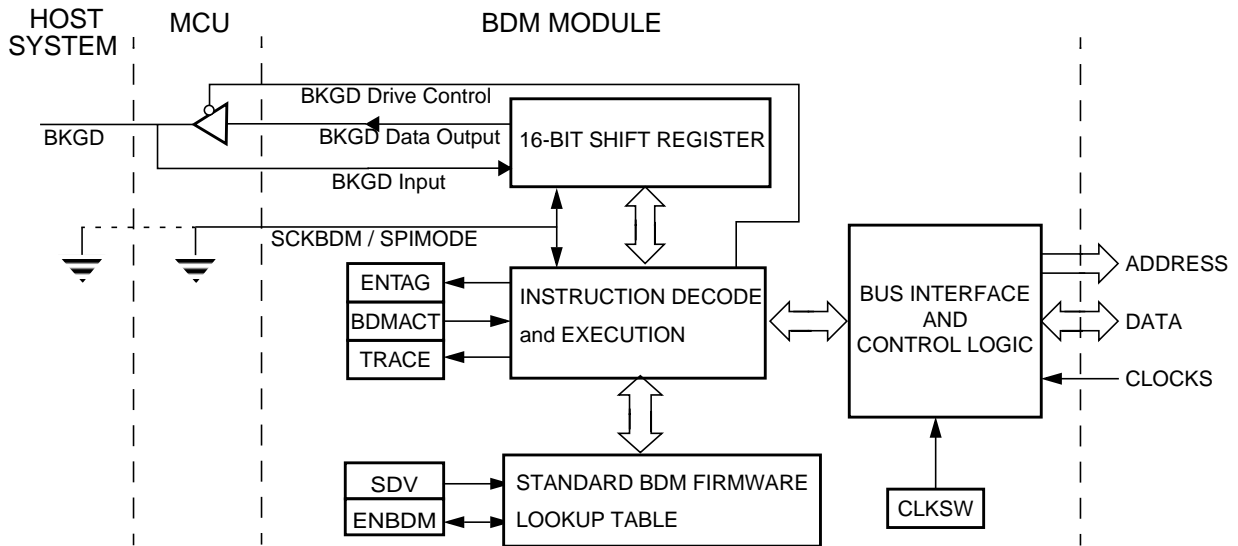 HOST
SYSTEM
MCU
BDM MODULE
BKGD Drive Control
BKGD
BKGD Data Output
16-BIT SHIFT REGISTER
BKGD Input
SCKBDM / SPIMODE
ENTAG
BDMACT
TRACE
INSTRUCTION DECODE
and EXECUTION
BUS INTERFACE
AND
CONTROL LOGIC
ADDRESS
DATA
CLOCKS
SDV
ENBDM
STANDARD BDM FIRMWARE
LOOKUP TABLE
CLKSW